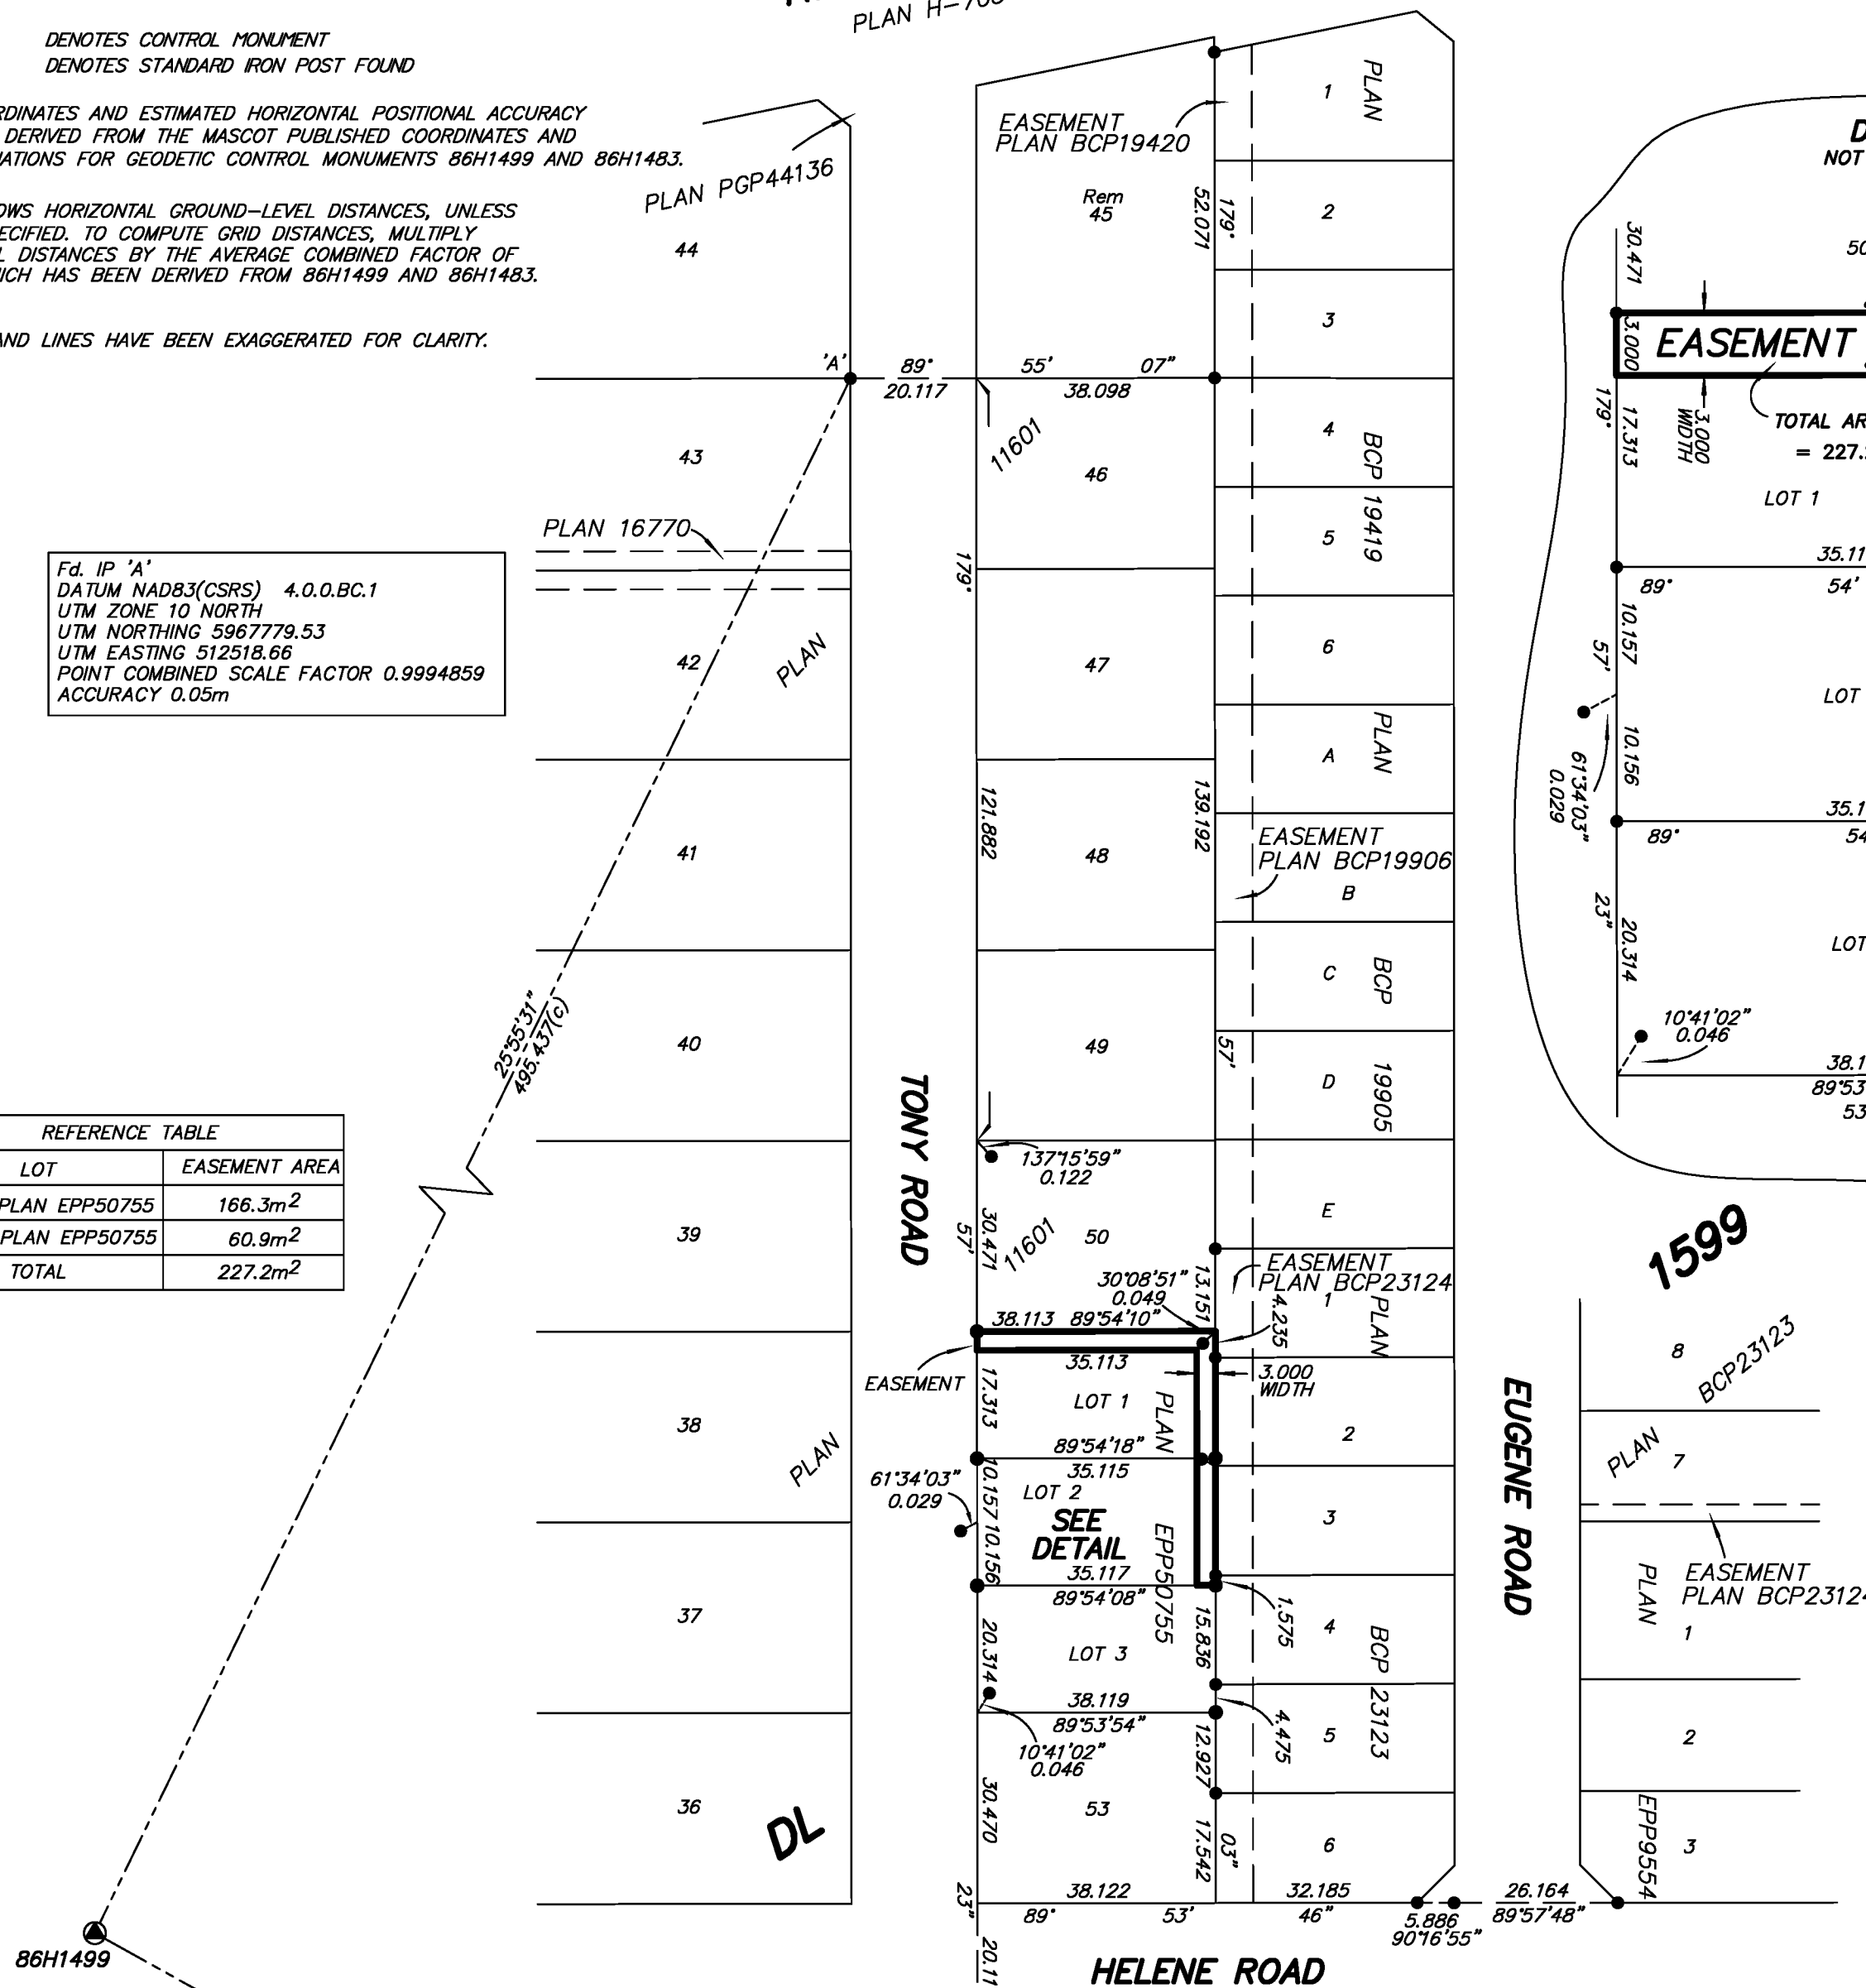 PLAN H-
DENOTES CONTROL MONUMENT
DENOTES STANDARD IRON POST FOUND
RDINATES AND ESTIMATED HORIZONTAL POSITIONAL ACCURACY
DERIVED FROM THE MASCOT PUBLISHED COORDINATES AND
ATIONS FOR GEODETIC CONTROL MONUMENTS 86H1499 AND 86H1483.
OWS HORIZONTAL GROUND-LEVEL DISTANCES, UNLESS
ECIFIED. TO COMPUTE GRID DISTANCES, MULTIPLY
L DISTANCES BY THE AVERAGE COMBINED FACTOR OF
ICH HAS BEEN DERIVED FROM 86H1499 AND 86H1483.
AND LINES HAVE BEEN EXAGGERATED FOR CLARITY.
PLAN PGP44136
44
'A'
89°
20.117
55'
07"
38.098
11601
43
PLAN 16770
Fd. IP 'A'
DATUM NAD83(CSRS) 4.0.0.BC.1
UTM ZONE 10 NORTH
UTM NORTHING 5967779.53
UTM EASTING 512518.66
POINT COMBINED SCALE FACTOR 0.9994859
ACCURACY 0.05m
42
PLAN
41
40
25°55'31"
495.437(c)
REFERENCE TABLE
LOT
EASEMENT AREA
PLAN EPP50755
166.3m2
PLAN EPP50755
60.9m2
TOTAL
227.2m2
39
38
PLAN
37
36
DL
86H1499
TONY ROAD
EASEMENT
PLAN BCP19420
Rem
45
52.071
179°
46
179°
47
121.882
139.192
48
49
57'
137°15'59"
0.122
30.471
57'
11601
50
30°08'51"
0.049
13.151
38.113 89°54'10"
EASEMENT
35.113
17.313
LOT 1
PLAN
89°54'18"
35.115
61°34'03"
0.029
10.157
10.156
LOT 2
SEE
DETAIL
EPP50755
35.117
89°54'08"
20.314
15.836
LOT 3
38.119
89°53'54"
10°41'02"
0.046
30.470
12.927
53
17.542
03"
38.122
89°
53'
46"
23"
20.11
HELENE ROAD
1
PLAN
2
3
4
BCP 19419
5
6
A
PLAN
EASEMENT
PLAN BCP19906
B
C
BCP
D
19905
E
EASEMENT
PLAN BCP23124
1
PLAN
4.235
3.000
WIDTH
2
3
1.575
4
BCP 23123
4.475
5
6
32.185
5.886
90°16'55"
26.164
89°57'48"
EUGENE ROAD
D
NOT
30.471
50
3.000
EASEMENT
3.000
WIDTH
179°
17.313
TOTAL AR
= 227.
LOT 1
35.11
89°
54'
10.157
57'
LOT
10.156
61°34'03"
0.029
35.1
89°
54
23"
20.314
LOT
10°41'02"
0.046
38.1
89°53
53
1599
8
BCP23123
PLAN
7
EASEMENT
PLAN BCP23124
PLAN
1
2
EPP9554
3